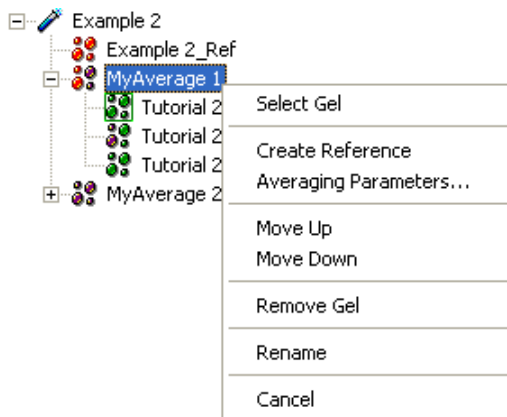 Example 2
Example 2_Ref
MyAverage 1
Tutorial 2
Tutorial 2
Tutorial 2
MyAverage 2
Select Gel
Create Reference
Averaging Parameters...
Move Up
Move Down
Remove Gel
Rename
Cancel